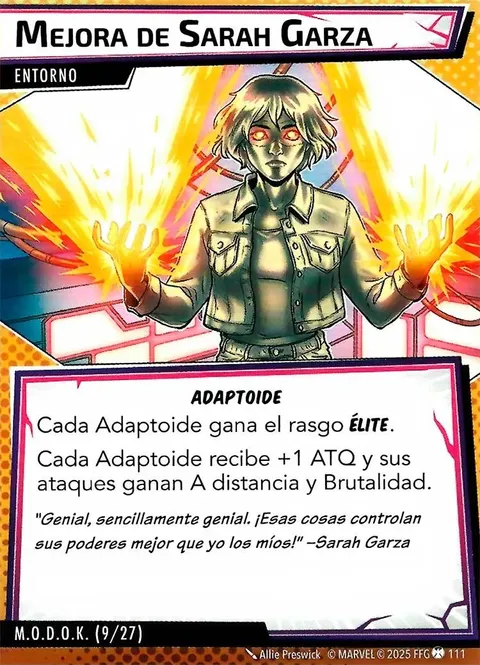 Mejora de Sarah Garza
ENTORNO
ADAPTOIDE
Cada Adaptoide gana el rasgo ÉLITE.
Cada Adaptoide recibe +1 ATQ y sus
ataques ganan A distancia y Brutalidad.
"Genial, sencillamente genial. ¡Esas cosas controlan
sus poderes mejor que yo los míos!" –Sarah Garza
M.O.D.O.K. (9/27)
Allie Preswick © MARVEL © 2025 FFG 111